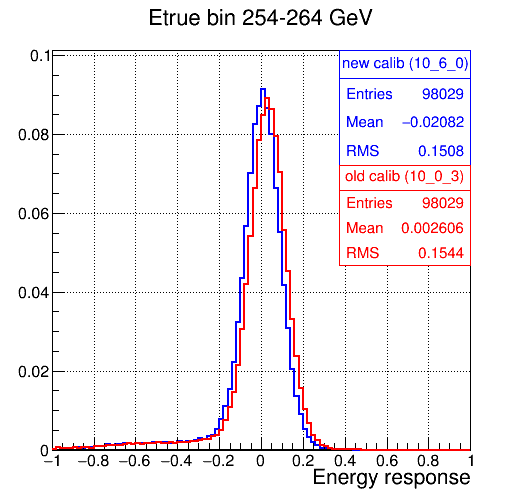 Etrue bin 254-264 GeV
0.1
0.08
0.06
0.04
0.02
0
new calib (10_6_0)
Entries 98029
Mean −0.02082
RMS 0.1508
old calib (10_0_3)
Entries 98029
Mean 0.002606
RMS 0.1544
−1 −0.8 −0.6 −0.4 −0.2 0 0.2 0.4 0.6 0.8 1
Energy response